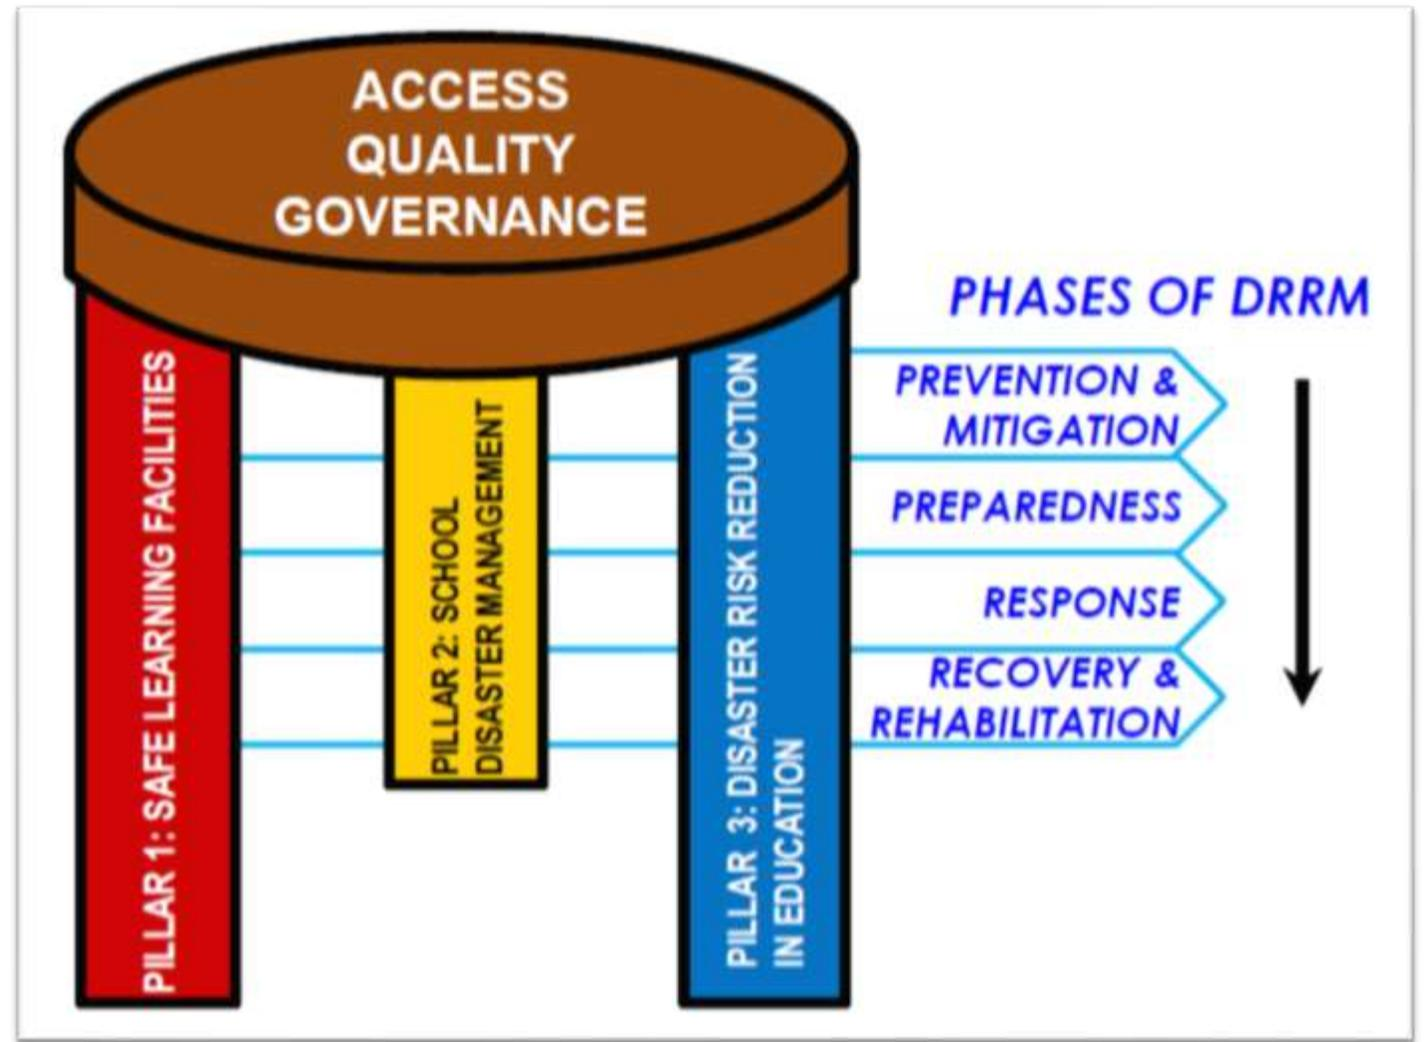 ACCESS
QUALITY
GOVERNANCE
PILLAR 1: SAFE LEARNING FACILITIES
PILLAR 2: SCHOOL
DISASTER MANAGEMENT
PILLAR 3: DISASTER RISK REDUCTION
IN EDUCATION
PHASES OF DRRM
PREVENTION &
MITIGATION
PREPAREDNESS
RESPONSE
RECOVERY &
REHABILITATION